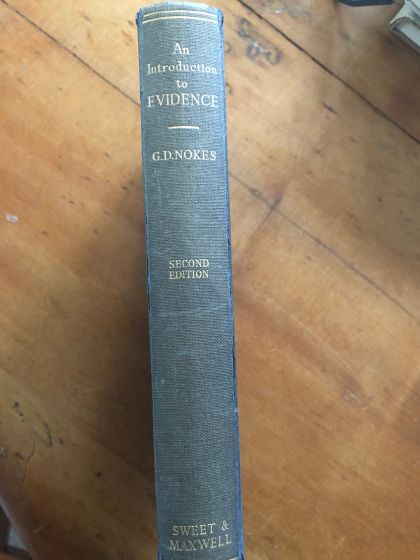 An
Introduction
to
EVIDENCE
G.D.NOKES
SECOND
EDITION
SWEET &
MAXWELL